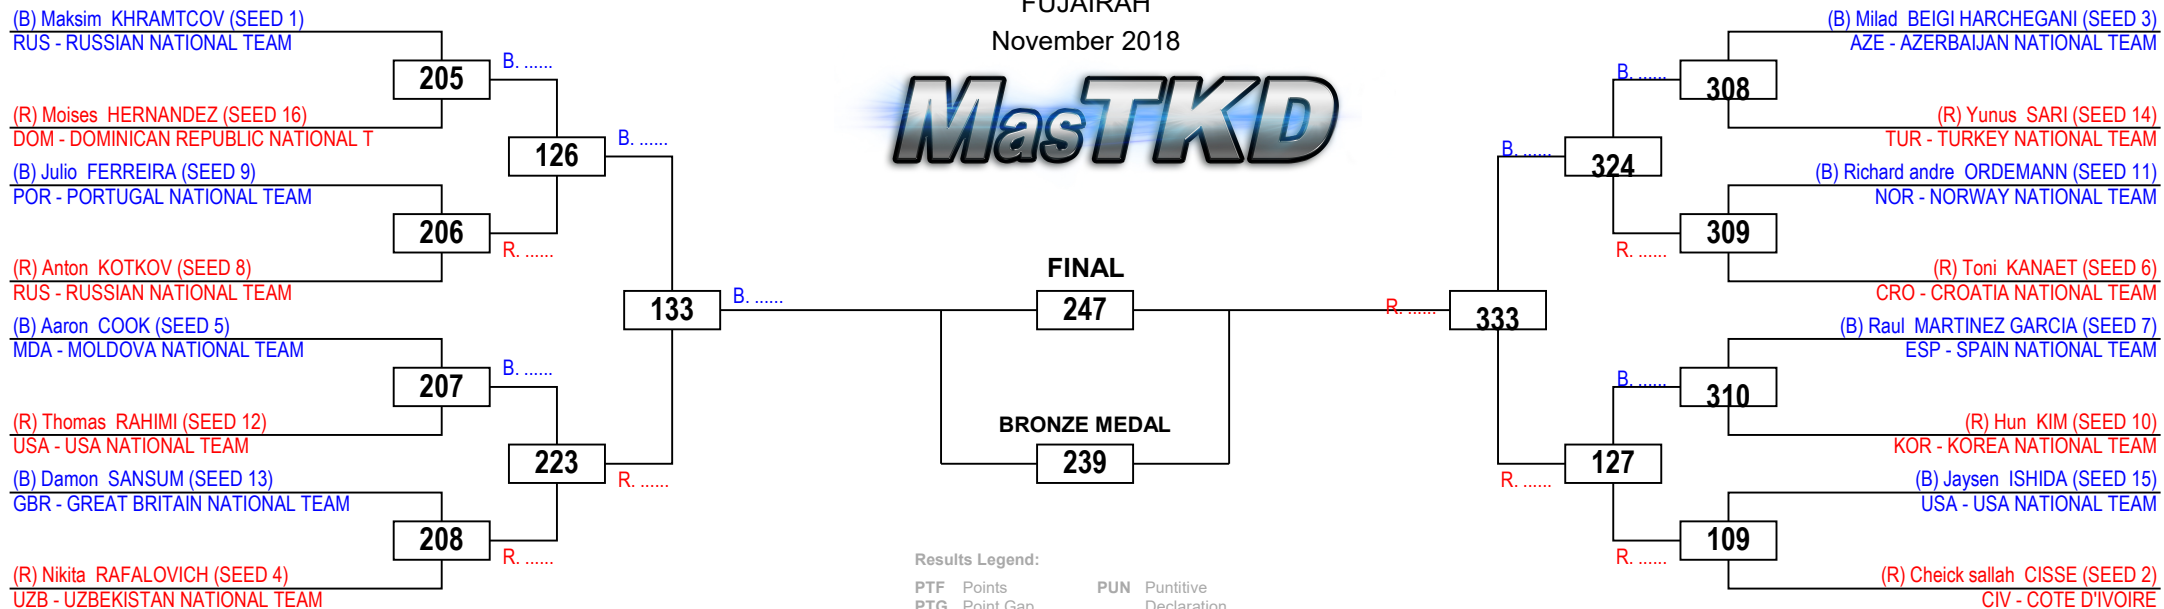 FUJAIRAH
November 2018
MasTKD
(B) Maksim KHRAMTCOV (SEED 1)
RUS - RUSSIAN NATIONAL TEAM
205
B. ......
(R) Moises HERNANDEZ (SEED 16)
DOM - DOMINICAN REPUBLIC NATIONAL T
126
B. ......
(B) Julio FERREIRA (SEED 9)
POR - PORTUGAL NATIONAL TEAM
206
R. ......
(R) Anton KOTKOV (SEED 8)
RUS - RUSSIAN NATIONAL TEAM
133
B. ......
(B) Aaron COOK (SEED 5)
MDA - MOLDOVA NATIONAL TEAM
207
B. ......
(R) Thomas RAHIMI (SEED 12)
USA - USA NATIONAL TEAM
223
R. ......
(B) Damon SANSUM (SEED 13)
GBR - GREAT BRITAIN NATIONAL TEAM
208
R. ......
(R) Nikita RAFALOVICH (SEED 4)
UZB - UZBEKISTAN NATIONAL TEAM
FINAL
247
BRONZE MEDAL
239
(B) Milad BEIGI HARCHEGANI (SEED 3)
AZE - AZERBAIJAN NATIONAL TEAM
B. ......
308
(R) Yunus SARI (SEED 14)
TUR - TURKEY NATIONAL TEAM
B. ......
324
(B) Richard andre ORDEMANN (SEED 11)
NOR - NORWAY NATIONAL TEAM
309
R. ......
(R) Toni KANAET (SEED 6)
CRO - CROATIA NATIONAL TEAM
R. ......
333
(B) Raul MARTINEZ GARCIA (SEED 7)
ESP - SPAIN NATIONAL TEAM
B. ......
310
(R) Hun KIM (SEED 10)
KOR - KOREA NATIONAL TEAM
127
R. ......
(B) Jaysen ISHIDA (SEED 15)
USA - USA NATIONAL TEAM
109
R. ......
(R) Cheick sallah CISSE (SEED 2)
CIV - COTE D'IVOIRE
Results Legend:
PTF Points PUN Puntitive
PTG Point Gap Declaration